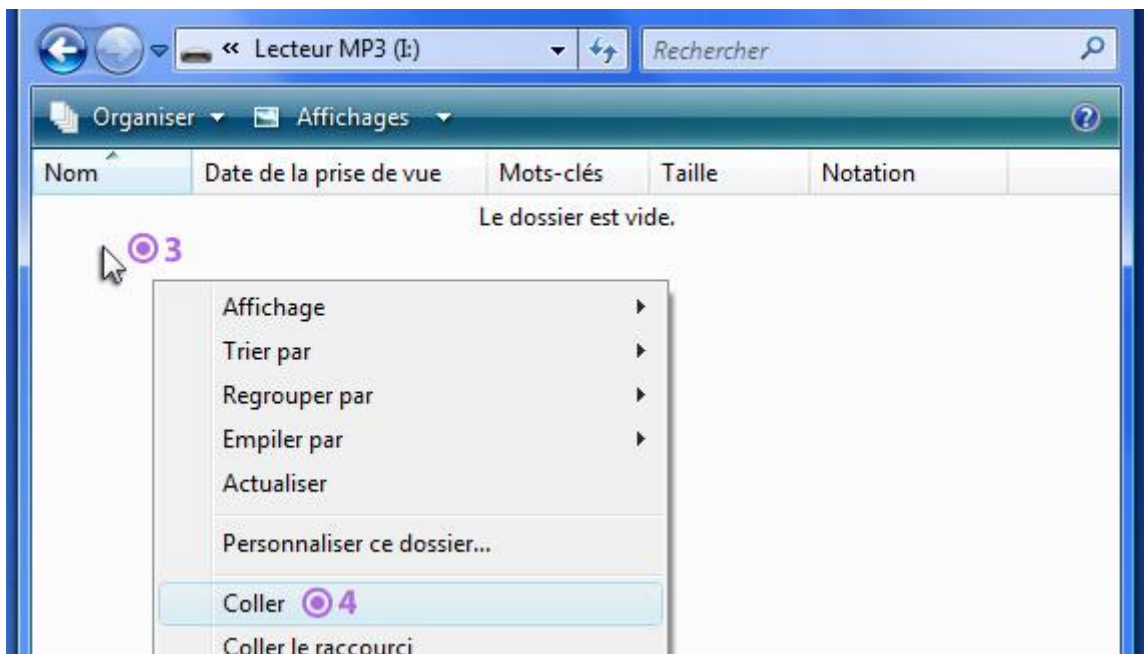 « Lecteur MP3 (I:) Rechercher
Organiser Affichages ?
Nom Date de la prise de vue Mots-clés Taille Notation
Le dossier est vide.
3
Affichage
Trier par
Regrouper par
Empiler par
Actualiser
Personnaliser ce dossier...
Coller 4
Coller le raccourci